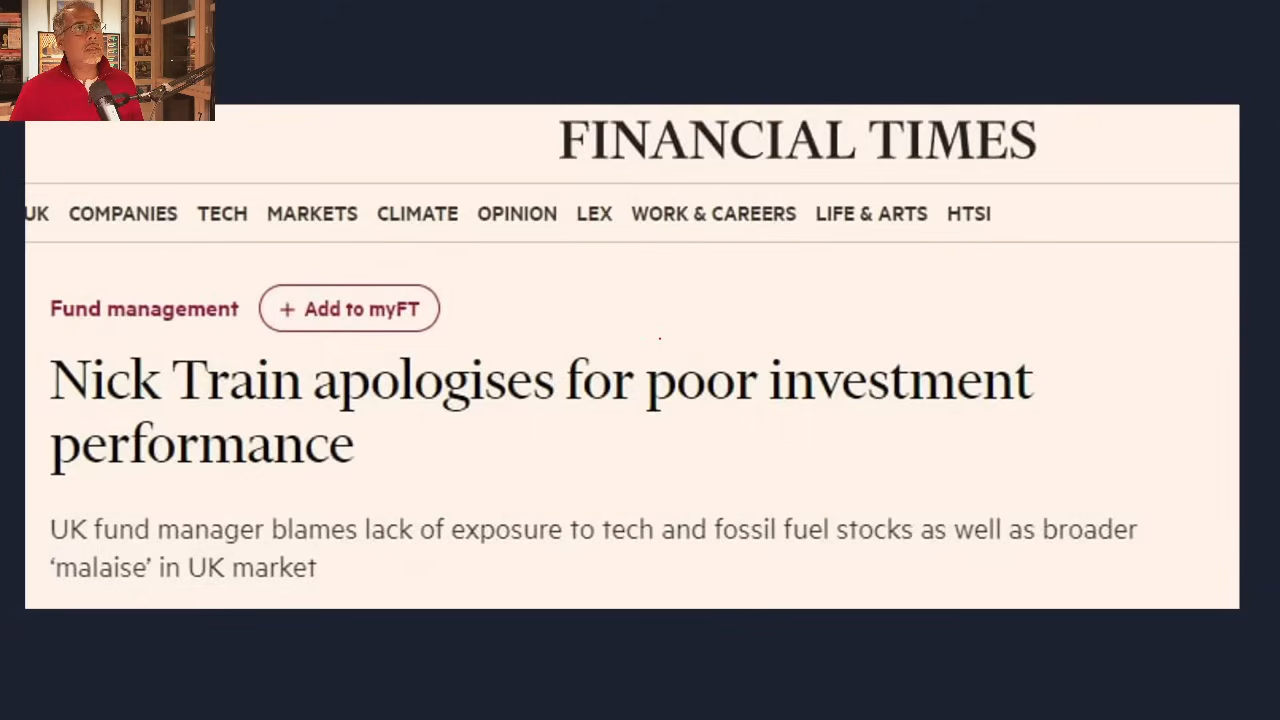 FINANCIAL TIMES
UK COMPANIES TECH MARKETS CLIMATE OPINION LEX WORK & CAREERS LIFE & ARTS HTSI
Fund management + Add to myFT
Nick Train apologises for poor investment
performance
UK fund manager blames lack of exposure to tech and fossil fuel stocks as well as broader
‘malaise’ in UK market